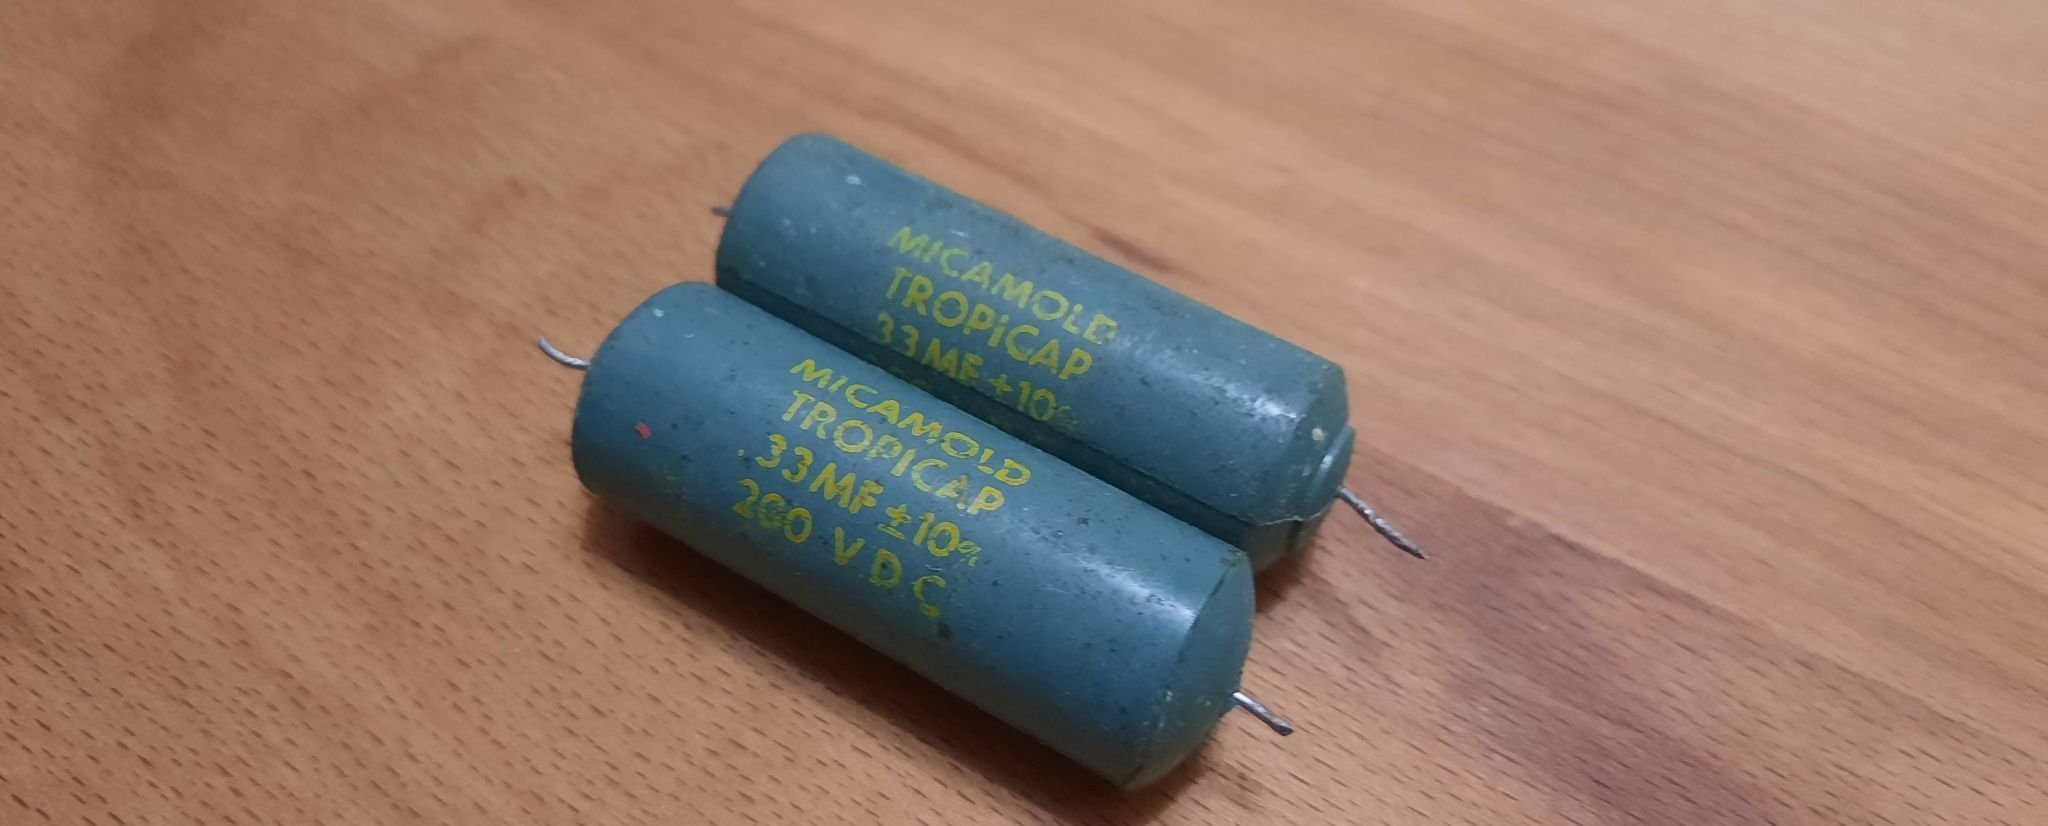 MICAMOLD
TROPICAP
33MF±10%
MICAMOLD
TROPICAP
.33MF±10%
200 VDC